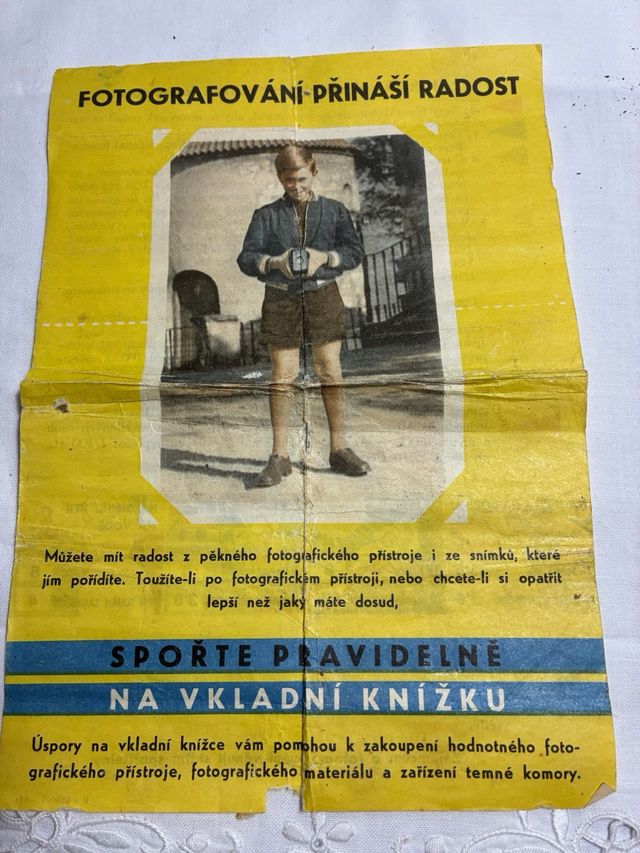 FOTOGRAFOVÁNÍ PŘINÁŠÍ RADOST
Můžete mít radost z pěkného fotografického přístroje i ze snímků, které
jím pořídíte. Toužíte-li po fotografickém přístroji, nebo chcete-li si opatřit
lepší než jaký máte dosud,
SPOŘTE PRAVIDELNĚ
NA VKLADNÍ KNÍŽKU
Úspory na vkladní knížce vám pomohou k zakoupení hodnotného foto-
grafického přístroje, fotografického materiálu a zařízení temné komory.